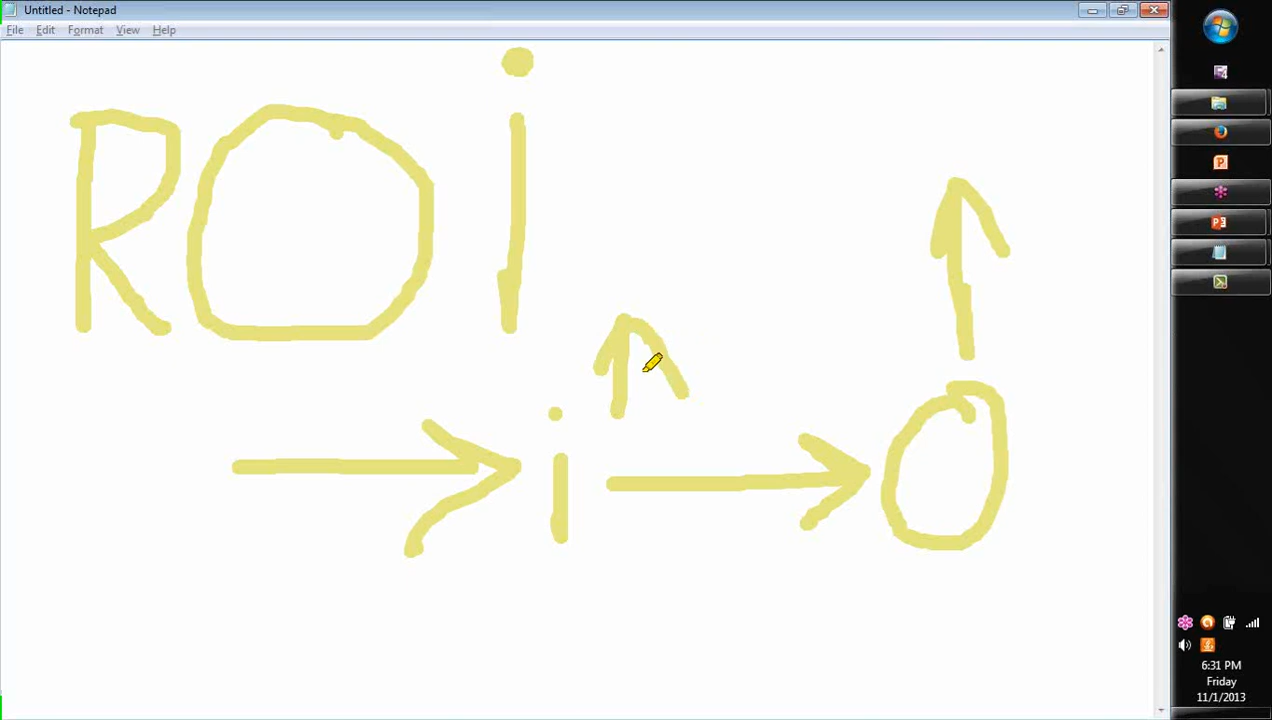 Untitled - Notepad
File Edit Format View Help
ROi
i O
6:31 PM
Friday
11/1/2013